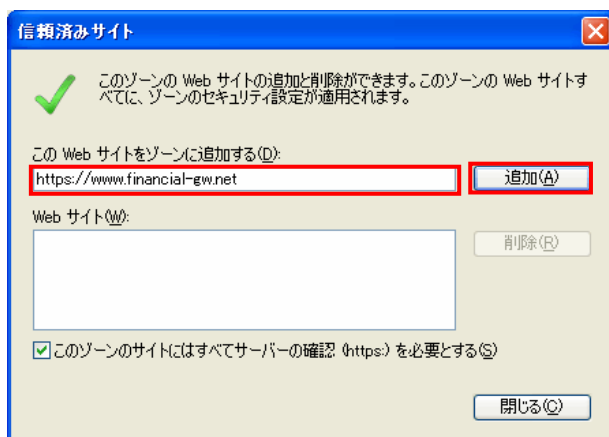 信頼済みサイト
このゾーンの Web サイトの追加と削除ができます。このゾーンの Web サイトす
べてに、ゾーンのセキュリティ設定が適用されます。
この Web サイトをゾーンに追加する(D):
https://www.financial-gw.net
追加(A)
Web サイト(W):
削除(R)
このゾーンのサイトにはすべてサーバーの確認 (https:) を必要とする(S)
閉じる(C)